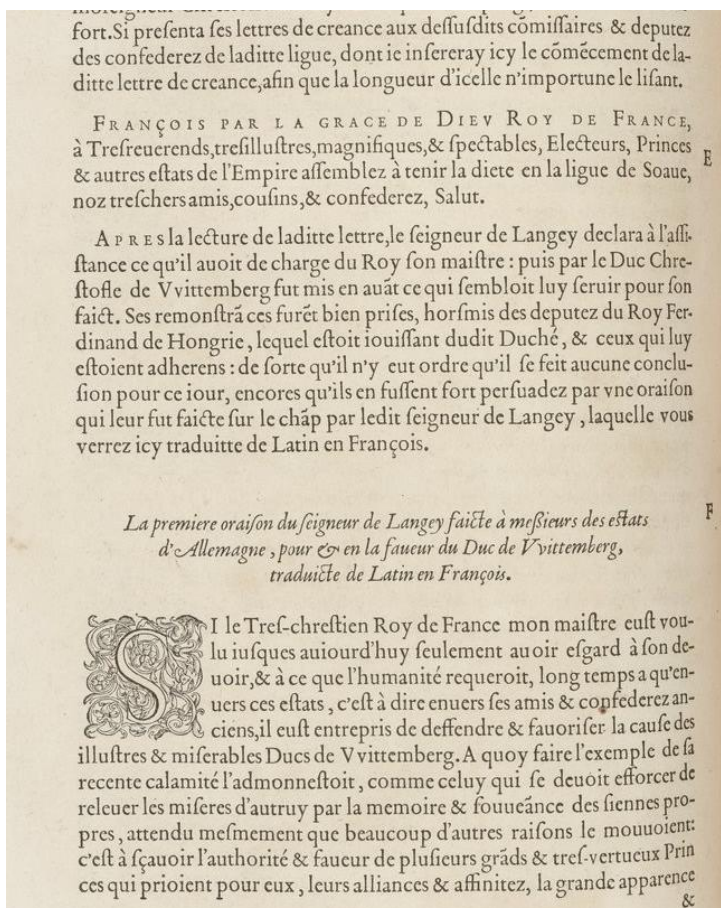 fort.Si preſenta ſes lettres de creance aux deſſuſdits cõmiſſaires & deputez
des confederez de laditte ligue, dont ie inſereray icy le cõmécement de la-
ditte lettre de creance,afin que la longueur d'icelle n'importune le liſant.
FRANÇOIS PAR LA GRACE DE DIEV ROY DE FRANCE,
à Treſreuerends,treſilluſtres,magnifiques,& ſpectables, Electeurs, Princes
E
& autres eſtats de l'Empire aſſemblez à tenir la diete en la ligue de Soaue,
noz treſchers amis,couſins,& confederez, Salut.
APRES la lecture de laditte lettre,le ſeigneur de Langey declara à l'aſſi-
ſtance ce qu'il auoit de charge du Roy ſon maiſtre : puis par le Duc Chre-
ſtofle de Vvittemberg fut mis en auāt ce qui ſembloit luy ſeruir pour ſon
faict. Ses remonſtrā ces furēt bien priſes, horſmis des deputez du Roy Fer-
dinand de Hongrie, lequel eſtoit iouiſſant dudit Duché, & ceux qui luy
eſtoient adherens : de ſorte qu'il n'y eut ordre qu'il ſe feit aucune conclu-
ſion pour ce iour, encores qu'ils en fuſſent fort perſuadez par vne oraiſon
qui leur fut faicte ſur le chāp par ledit ſeigneur de Langey , laquelle vous
verrez icy traduitte de Latin en François.
La premiere oraiſon du ſeigneur de Langey faicte à meſsieurs des eſtats
F
d'Allemagne , pour & en la faueur du Duc de Vvittemberg,
traduicte de Latin en François.
SI le Treſ-chreſtien Roy de France mon maiſtre euſt vou-
lu iuſques auiourd'huy ſeulement auoir eſgard à ſon de-
uoir,& à ce que l'humanité requeroit, long temps a qu'en-
uers ces eſtats , c'eſt à dire enuers ſes amis & confederez an-
ciens,il euſt entrepris de deffendre & fauoriſer la cauſe des
illuſtres & miſerables Ducs de Vvittemberg. A quoy faire l'exemple de ſa
recente calamité l'admonneſtoit , comme celuy qui ſe deuoit efforcer de
releuer les miſeres d'autruy par la memoire & ſouueāance des ſiennes pro-
pres , attendu meſmement que beaucoup d'autres raiſons le mouuoient:
c'eſt à ſçauoir l'authorité & faueur de pluſieurs grāds & treſ-vertueux Prin
ces qui prioient pour eux , leurs alliances & affinitez, la grande apparence
&